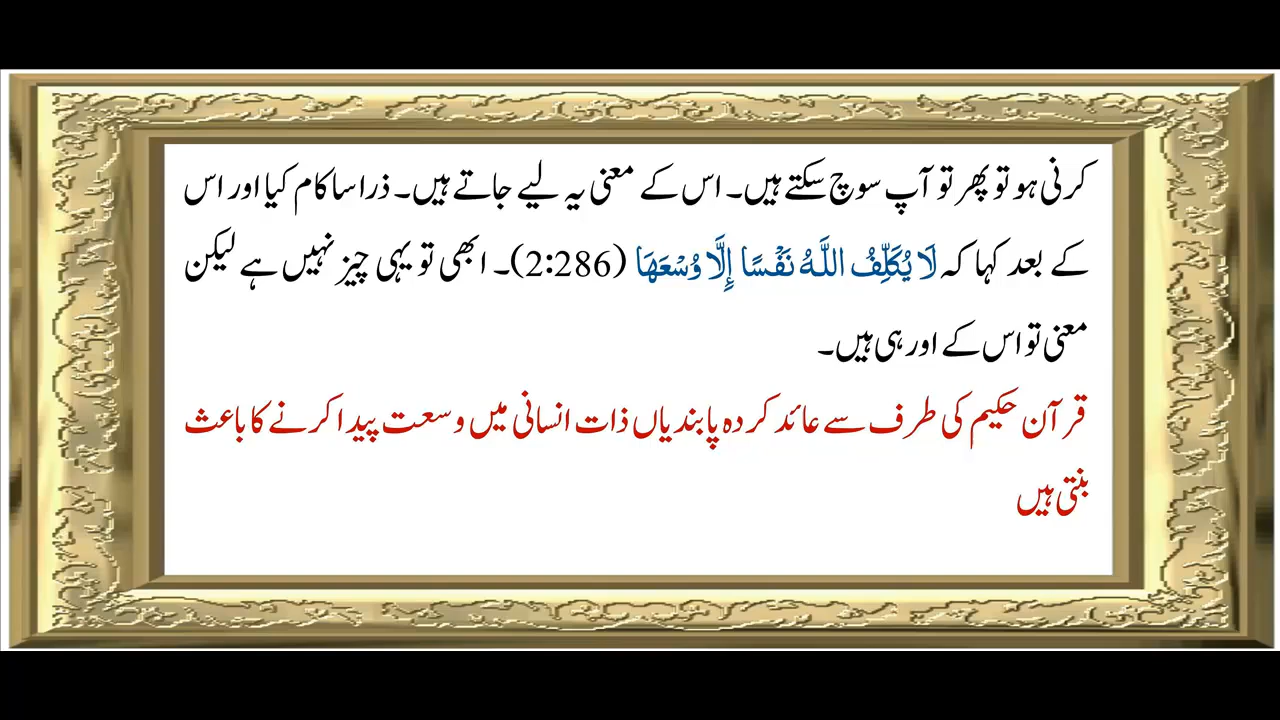 کرنی ہو تو پھر تو آپ سوچ سکتے ہیں۔ اس کے معنی یہ لیے جاتے ہیں۔ ذرا سا کام کیا اور اس
کے بعد کہا کہ لَا يُكَلِّفُ اللَّهُ نَفْسًا إِلَّا وُسْعَهَا (2:286)۔ ابھی تو یہی چیز نہیں ہے لیکن
معنی تو اس کے اور ہی ہیں۔
قرآن حکیم کی طرف سے عائد کردہ پابندیاں ذات انسانی میں وسعت پیدا کرنے کا باعث
بنتی ہیں